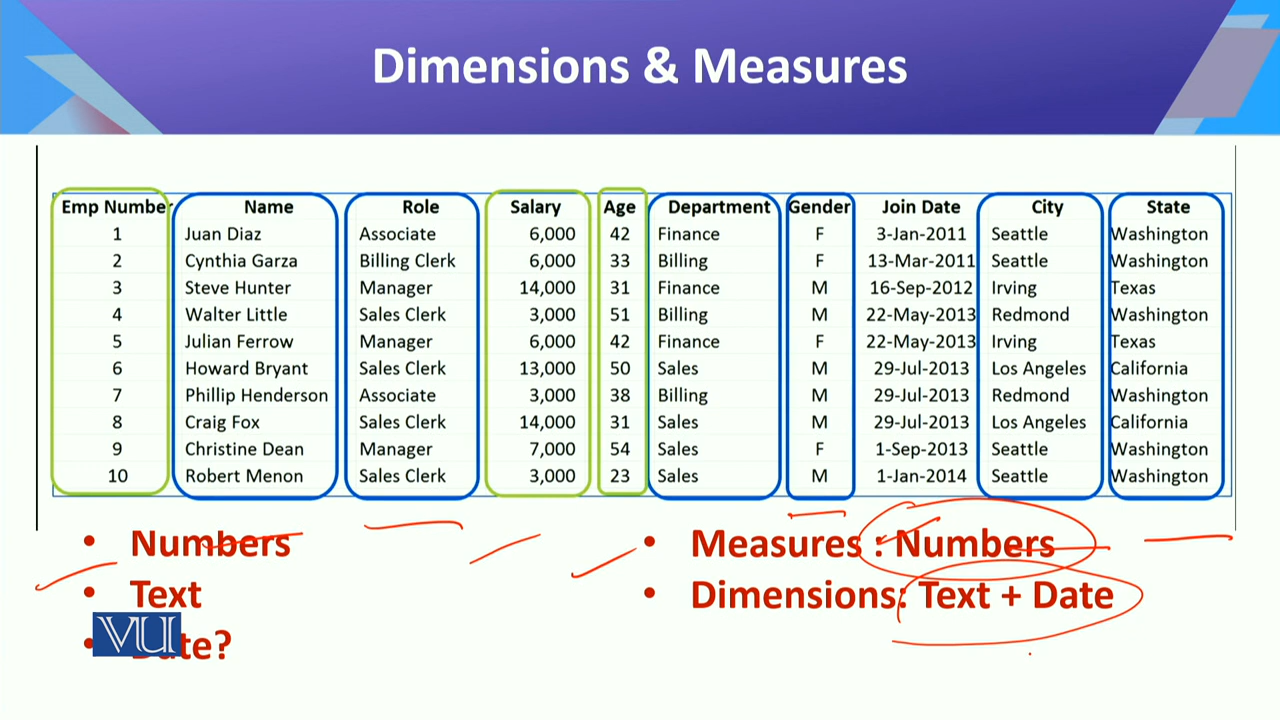 Dimensions & Measures
Emp Number Name Role Salary Age Department Gender Join Date City State
1 Juan Diaz Associate 6,000 42 Finance F 3-Jan-2011 Seattle Washington
2 Cynthia Garza Billing Clerk 6,000 33 Billing F 13-Mar-2011 Seattle Washington
3 Steve Hunter Manager 14,000 31 Finance M 16-Sep-2012 Irving Texas
4 Walter Little Sales Clerk 3,000 51 Billing M 22-May-2013 Redmond Washington
5 Julian Ferrow Manager 6,000 42 Finance F 22-May-2013 Irving Texas
6 Howard Bryant Sales Clerk 13,000 50 Sales M 29-Jul-2013 Los Angeles California
7 Phillip Henderson Associate 3,000 38 Billing M 29-Jul-2013 Redmond Washington
8 Craig Fox Sales Clerk 14,000 31 Sales M 29-Jul-2013 Los Angeles California
9 Christine Dean Manager 7,000 54 Sales F 1-Sep-2013 Seattle Washington
10 Robert Menon Sales Clerk 3,000 23 Sales M 1-Jan-2014 Seattle Washington
• Numbers
• Text
• Date?
• Measures : Numbers
• Dimensions: Text + Date
VU